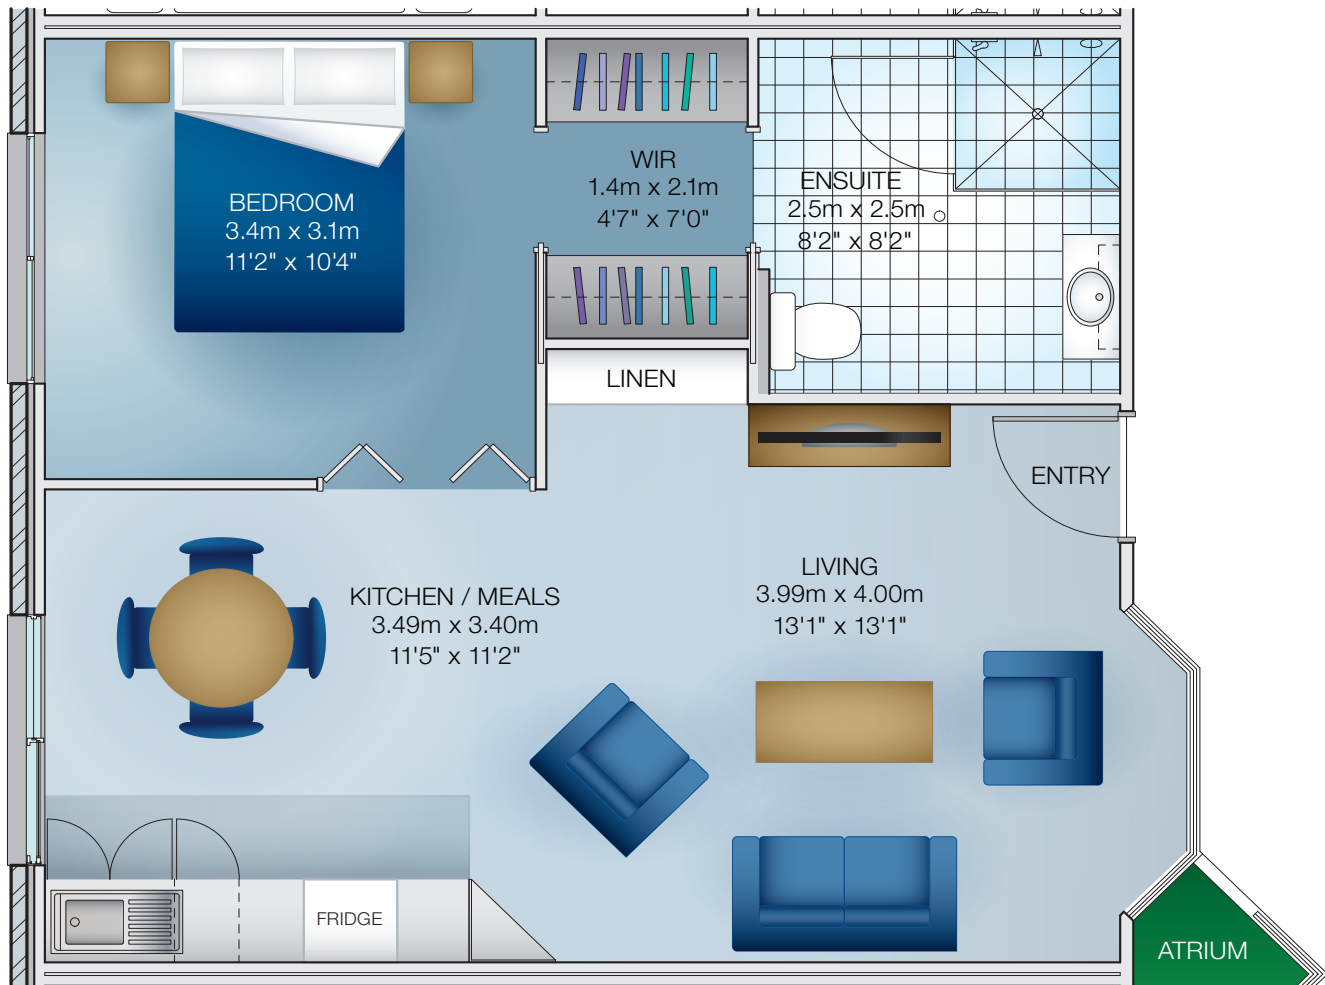 BEDROOM
3.4m x 3.1m
11'2" x 10'4"
WIR
1.4m x 2.1m
4'7" x 7'0"
ENSUITE
2.5m x 2.5m
8'2" x 8'2"
LINEN
ENTRY
KITCHEN / MEALS
3.49m x 3.40m
11'5" x 11'2"
LIVING
3.99m x 4.00m
13'1" x 13'1"
FRIDGE
ATRIUM